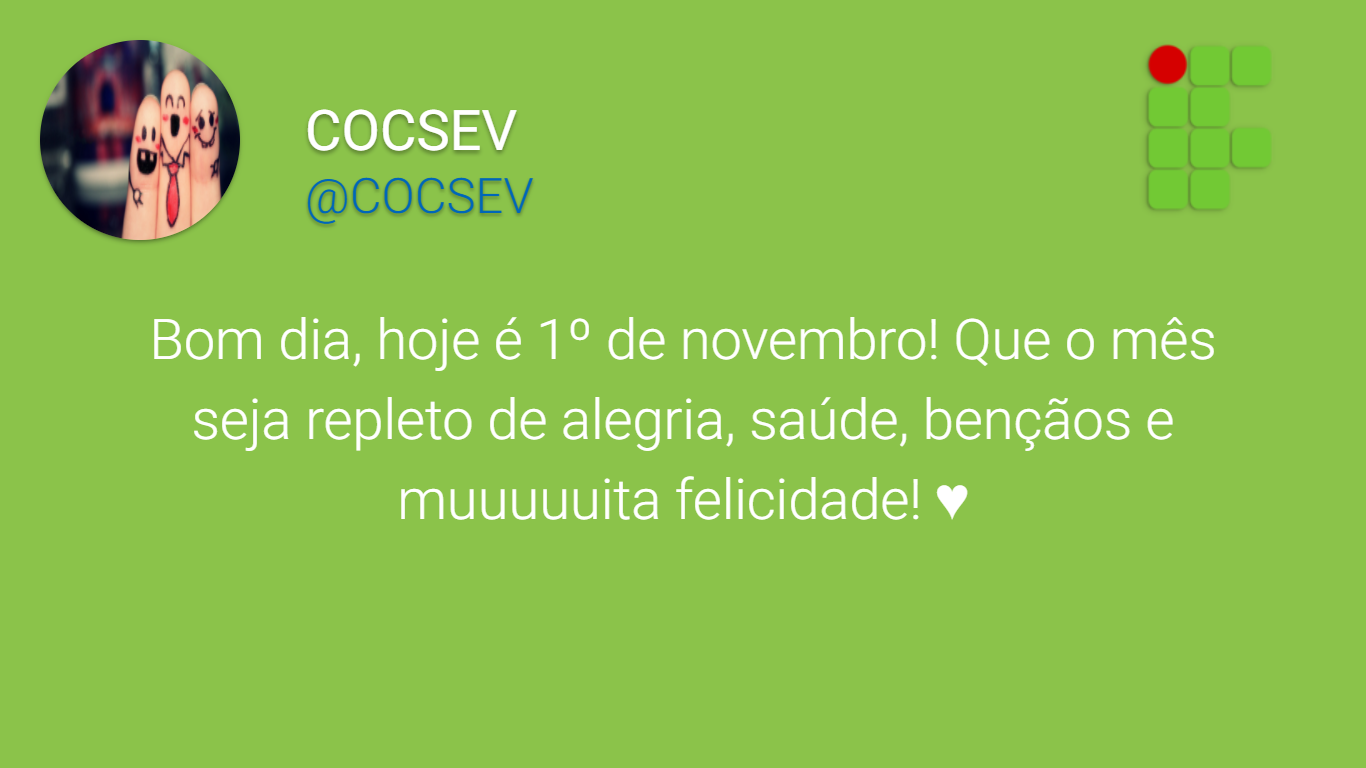 COCSEV
@COCSEV
Bom dia, hoje é 1º de novembro! Que o mês
seja repleto de alegria, saúde, bençãos e
muuuuuita felicidade! ♥